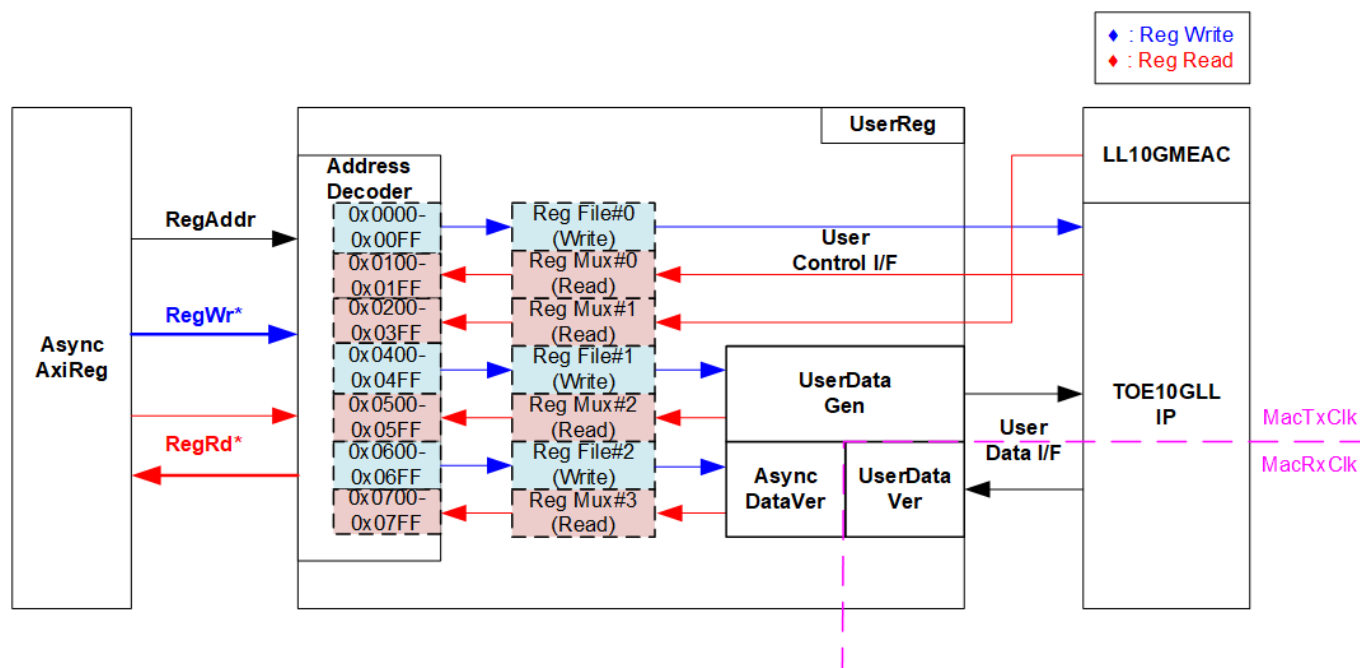 ♦ : Reg Write
♦ : Reg Read
UserReg
LL10GMEAC
Address
Decoder
RegAddr
0x0000-
0x00FF
Reg File#0
(Write)
User
Control I/F
0x0100-
0x01FF
Reg Mux#0
(Read)
RegWr*
0x0200-
0x03FF
Reg Mux#1
(Read)
Async
AxiReg
0x0400-
0x04FF
Reg File#1
(Write)
UserData
Gen
TOE10GLL
IP
0x0500-
0x05FF
Reg Mux#2
(Read)
MacTxClk
RegRd*
User
Data I/F
MacRxClk
0x0600-
0x06FF
Reg File#2
(Write)
Async
DataVer
UserData
Ver
0x0700-
0x07FF
Reg Mux#3
(Read)